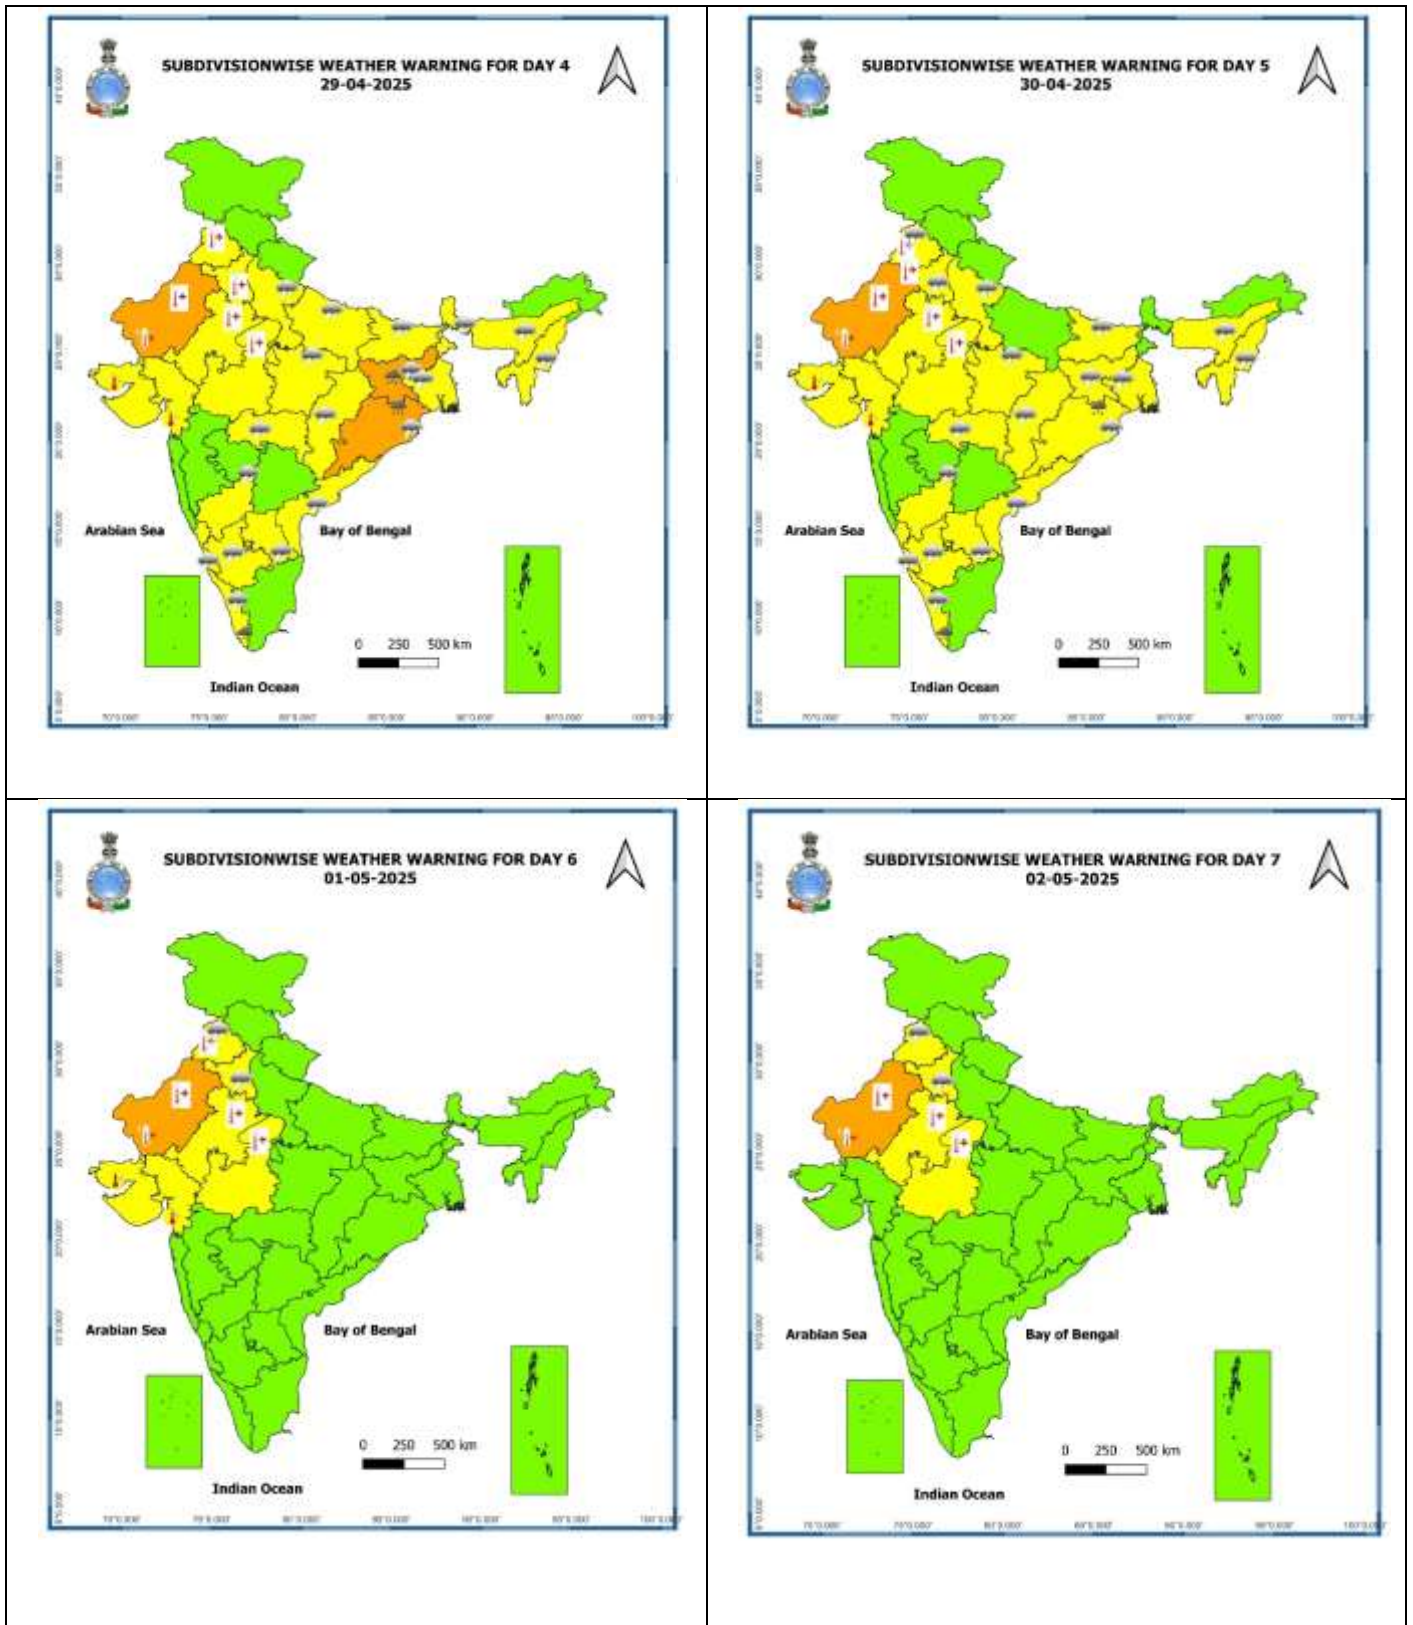 SUBDIVISIONWISE WEATHER WARNING FOR DAY 4
29-04-2025
Arabian Sea
Bay of Bengal
0 250 500 km
Indian Ocean
SUBDIVISIONWISE WEATHER WARNING FOR DAY 5
30-04-2025
Arabian Sea
Bay of Bengal
0 250 500 km
Indian Ocean
SUBDIVISIONWISE WEATHER WARNING FOR DAY 6
01-05-2025
Arabian Sea
Bay of Bengal
0 250 500 km
Indian Ocean
SUBDIVISIONWISE WEATHER WARNING FOR DAY 7
02-05-2025
Arabian Sea
Bay of Bengal
0 250 500 km
Indian Ocean